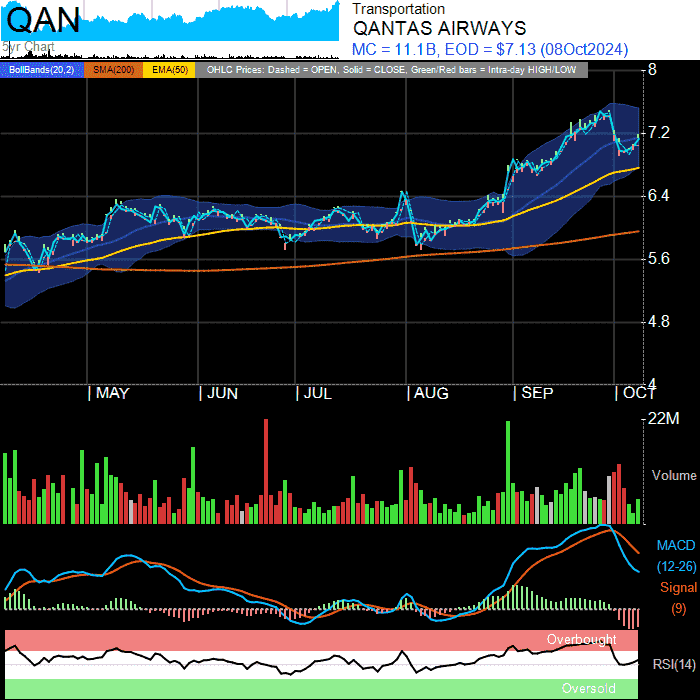 QAN
5yr Chart
Transportation
QANTAS AIRWAYS
MC = 11.1B, EOD = $7.13 (08Oct2024)
BollBands(20,2) SMA(200) EMA(50) OHLC Prices: Dashed = OPEN, Solid = CLOSE, Green/Red bars = Intra-day HIGH/LOW
8
7.2
6.4
5.6
4.8
4
| MAY | JUN | JUL | AUG | SEP | OCT
22M
Volume
MACD
(12-26)
Signal
(9)
Overbought
RSI(14)
Oversold